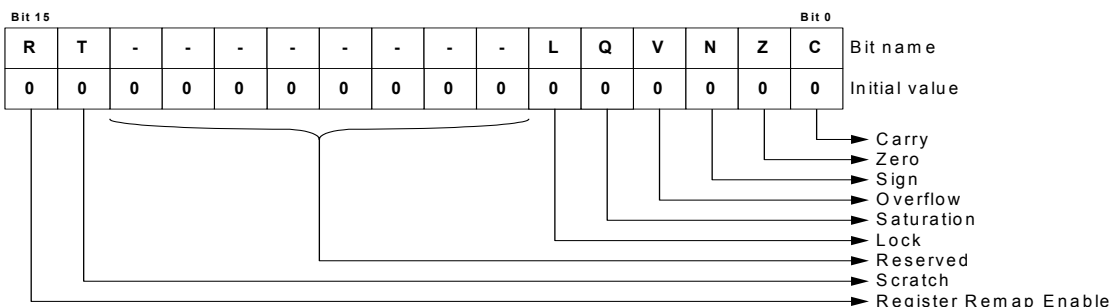 Bit 15 Bit 0
R T - - - - - - - - L Q V N Z C Bit name
0 0 0 0 0 0 0 0 0 0 0 0 0 0 0 0 Initial value
Carry
Zero
Sign
Overflow
Saturation
Lock
Reserved
Scratch
Register Remap Enable